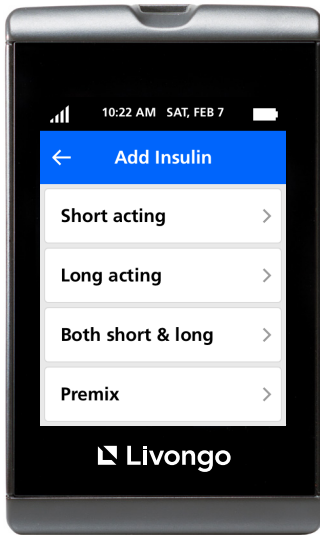 10:22 AM SAT, FEB 7
Add Insulin
Short acting
Long acting
Both short & long
Premix
Livongo